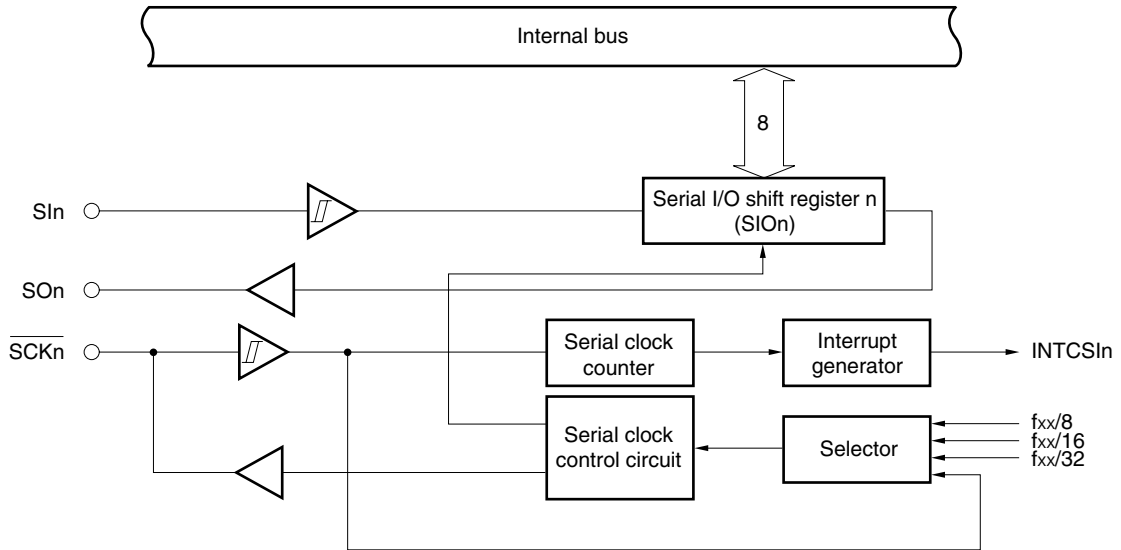 Internal bus
8
SIn
Serial I/O shift register n
(SIOn)
SOn
SCKn
Serial clock
counter
Interrupt
generator
INTCSIn
Serial clock
control circuit
Selector
fxx/8
fxx/16
fxx/32